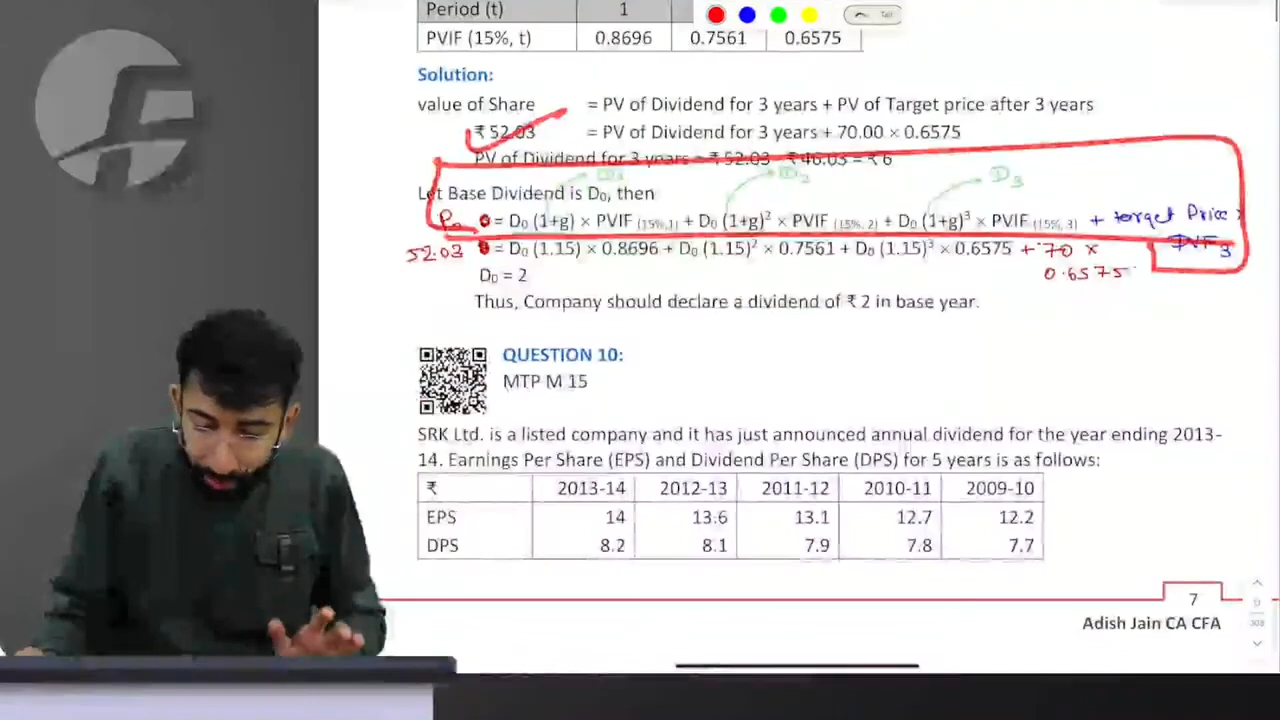 Period (t) 1
PVIF (15%, t) 0.8696 0.7561 0.6575
Solution:
value of Share = PV of Dividend for 3 years + PV of Target price after 3 years
₹ 52.03 = PV of Dividend for 3 years + 70.00 × 0.6575
PV of Dividend for 3 years = ₹ 52.03 - ₹ 46.03 = ₹ 6
D2 D3
Let Base Dividend is D₀, then
= D₀ (1+g) × PVIF (15%,1) + D₀ (1+g)² × PVIF (15%, 2) + D₀ (1+g)³ × PVIF (15%, 3) + target Price ×
52.03 = D₀ (1.15) × 0.8696 + D₀ (1.15)² × 0.7561 + D₀ (1.15)³ × 0.6575 + 70 ×
D₀ = 2 0.6575
Thus, Company should declare a dividend of ₹ 2 in base year.
QUESTION 10:
MTP M 15
SRK Ltd. is a listed company and it has just announced annual dividend for the year ending 2013-
14. Earnings Per Share (EPS) and Dividend Per Share (DPS) for 5 years is as follows:
₹ 2013-14 2012-13 2011-12 2010-11 2009-10
EPS 14 13.6 13.1 12.7 12.2
DPS 8.2 8.1 7.9 7.8 7.7
7
Adish Jain CA CFA